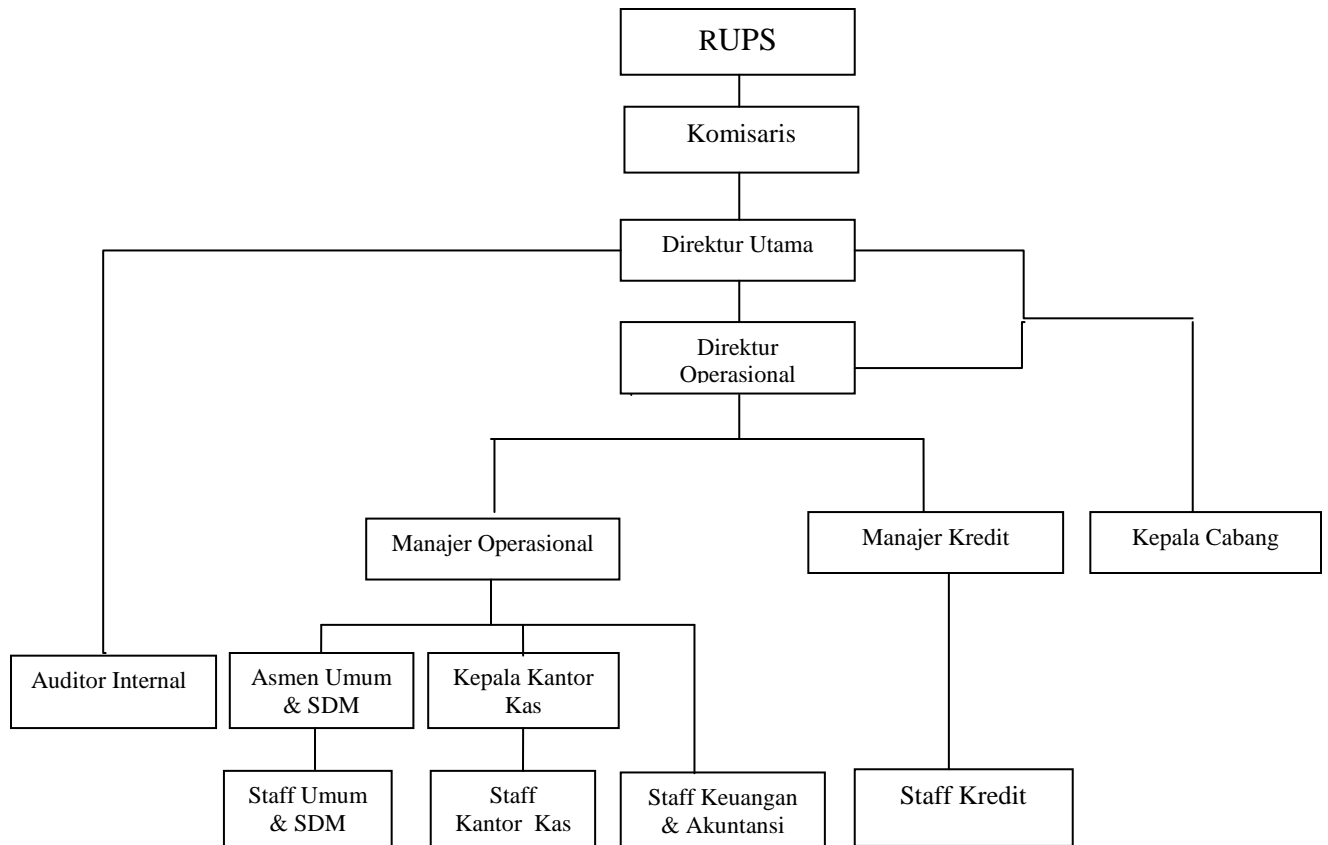 RUPS
Komisaris
Direktur Utama
Direktur
Operasional
Manajer Operasional
Manajer Kredit
Kepala Cabang
Auditor Internal
Asmen Umum
& SDM
Kepala Kantor
Kas
Staff Umum
& SDM
Staff
Kantor Kas
Staff Keuangan
& Akuntansi
Staff Kredit